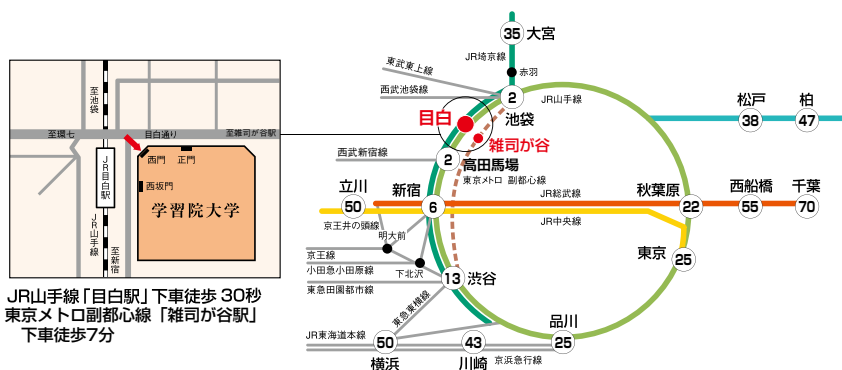 至池袋
至環七
目白通り
至雑司が谷駅
西門
正門
JR目白駅
西坂門
学習院大学
JR山手線
至新宿
JR山手線「目白駅」下車徒歩 30秒
東京メトロ副都心線「雑司が谷駅」
下車徒歩7分
35
大宮
JR埼京線
赤羽
東武東上線
西武池袋線
2
池袋
JR山手線
目白
雑司が谷
松戸
柏
38
47
西武新宿線
2
高田馬場
東京メトロ 副都心線
立川
新宿
JR総武線
秋葉原
西船橋
千葉
50
6
22
55
70
京王井の頭線
JR中央線
明大前
京王線
東京
25
小田急小田原線
下北沢
東急田園都市線
13
渋谷
東急東横線
品川
JR東海道本線
50
43
25
横浜
川崎
京浜急行線